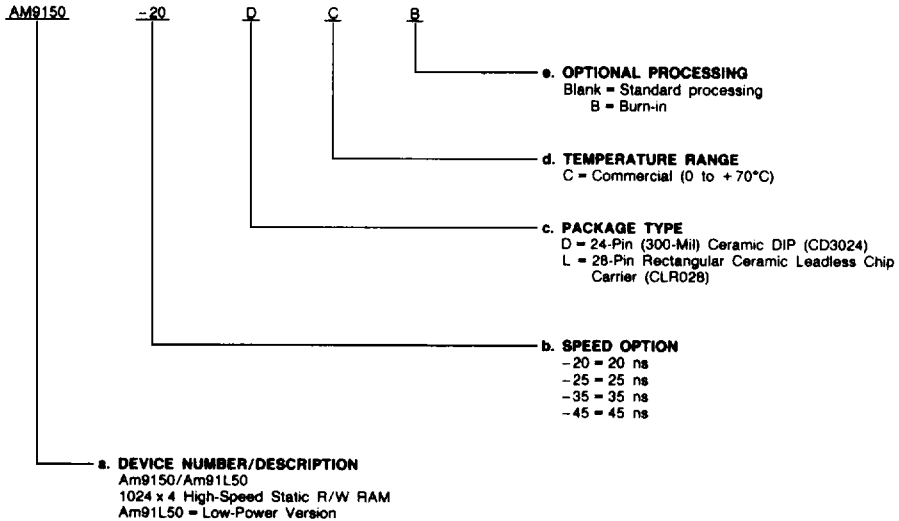 AM9150 -20 D C B
e. OPTIONAL PROCESSING
Blank = Standard processing
B = Burn-in
d. TEMPERATURE RANGE
C = Commercial (0 to +70°C)
c. PACKAGE TYPE
D = 24-Pin (300-Mil) Ceramic DIP (CD3024)
L = 28-Pin Rectangular Ceramic Leadless Chip
Carrier (CLR028)
b. SPEED OPTION
-20 = 20 ns
-25 = 25 ns
-35 = 35 ns
-45 = 45 ns
a. DEVICE NUMBER/DESCRIPTION
Am9150/Am91L50
1024 x 4 High-Speed Static R/W RAM
Am91L50 = Low-Power Version